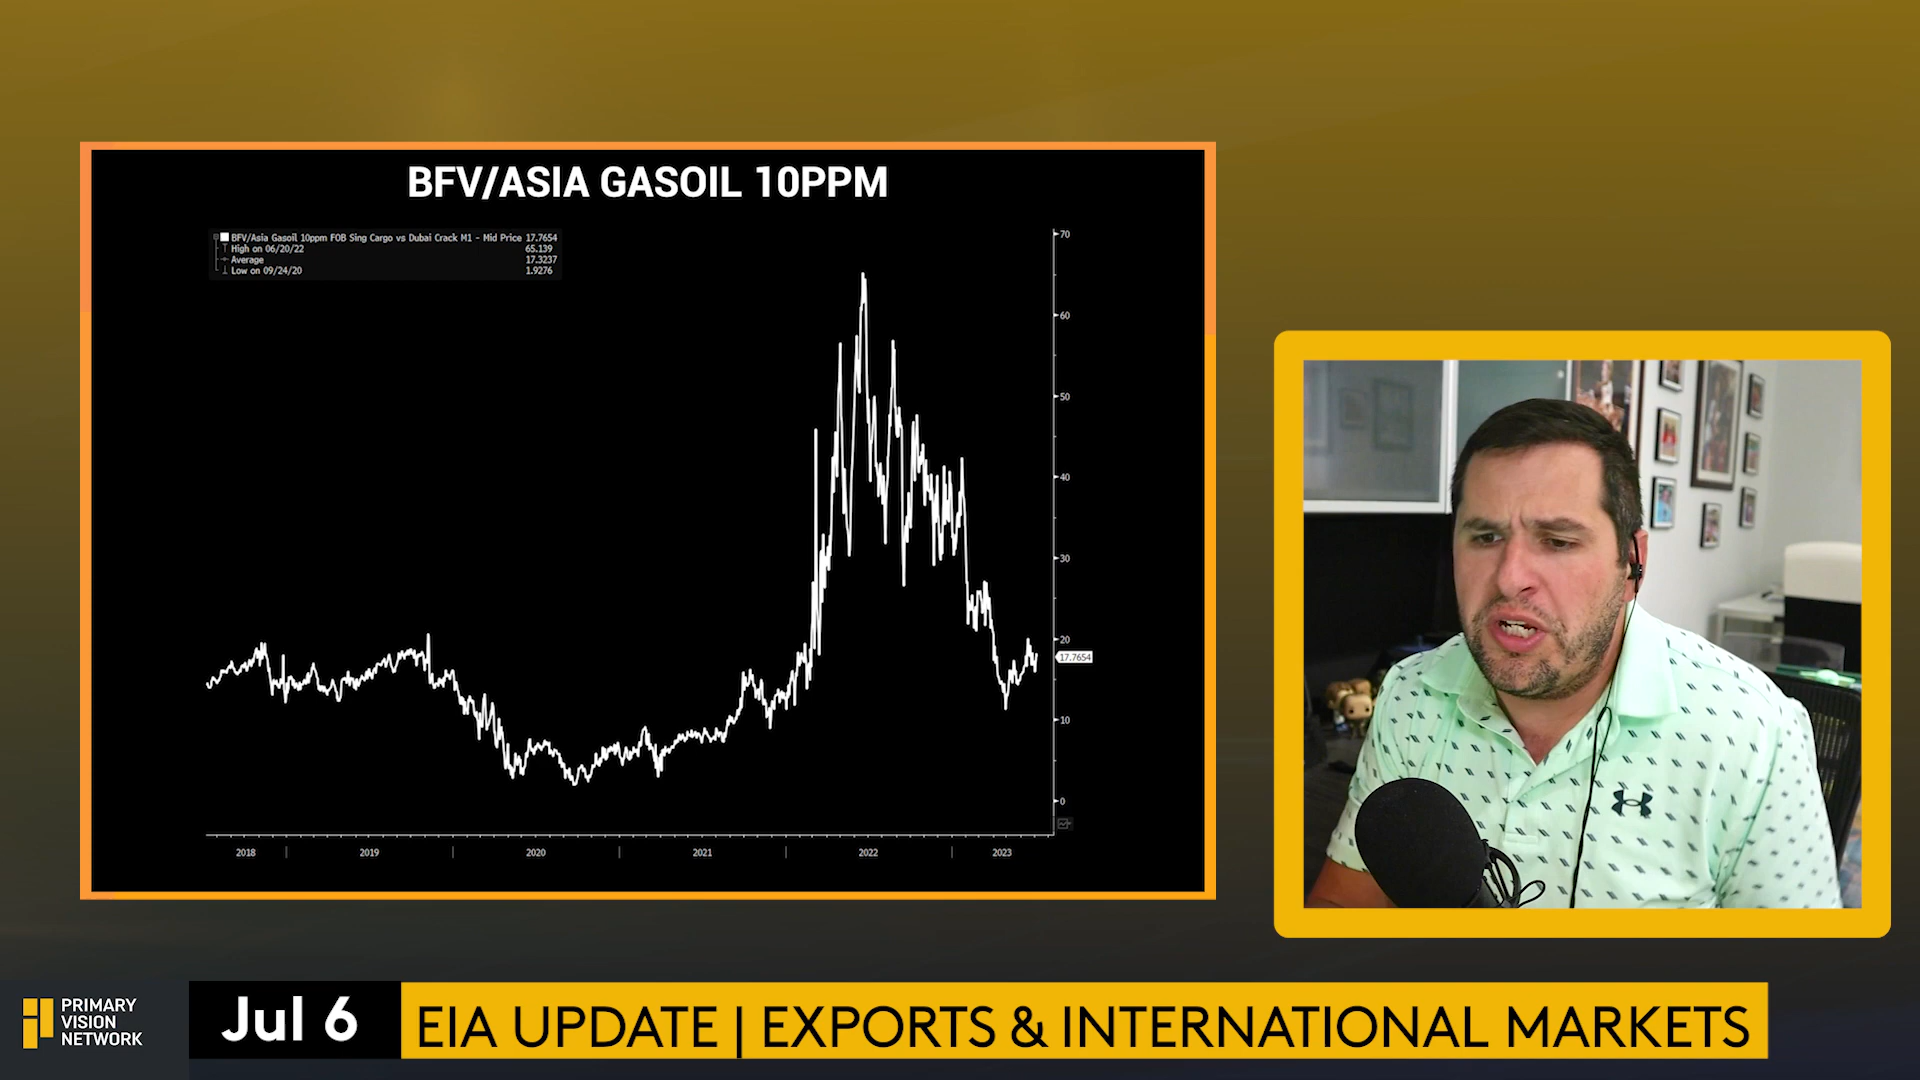 BFV/ASIA GASOIL 10PPM
BFV/Asia Gasoil 10ppm FOB Sing Cargo vs Dubai Crack M1 - Mid Price 17.7654
High on 06/20/22 65.139
Average 17.3237
Low on 09/24/20 1.9276
70
60
50
40
30
20
17.7654
10
0
2018 2019 2020 2021 2022 2023
PRIMARY
VISION
NETWORK
Jul 6
EIA UPDATE | EXPORTS & INTERNATIONAL MARKETS